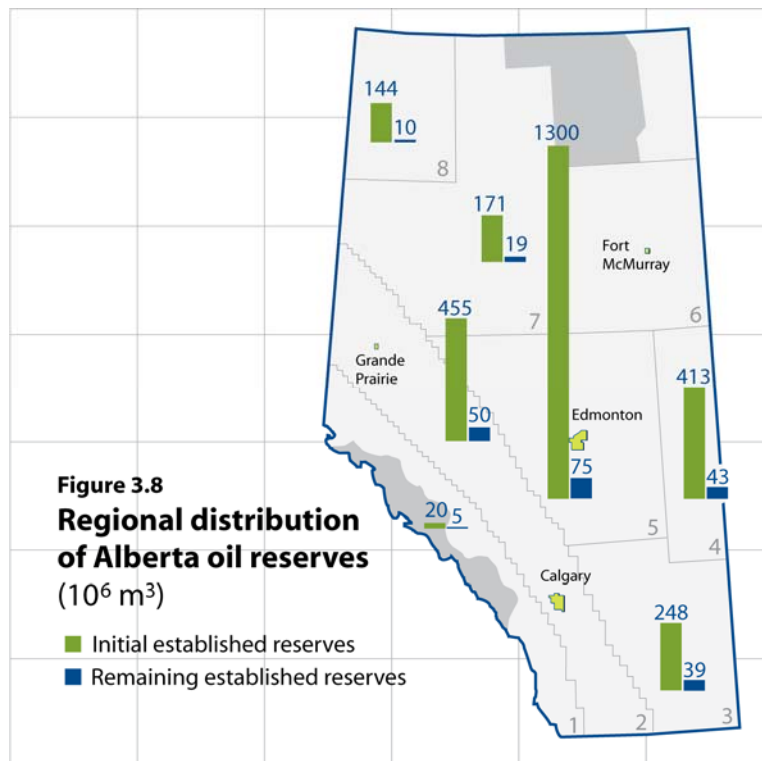 144
10
8
1300
171
19
Fort
McMurray
7
6
455
50
Grande
Prairie
413
43
Edmonton
75
5
4
Figure 3.8
Regional distribution
of Alberta oil reserves
(10⁶ m³)
20 5
Calgary
248
39
Initial established reserves
Remaining established reserves
1
2
3